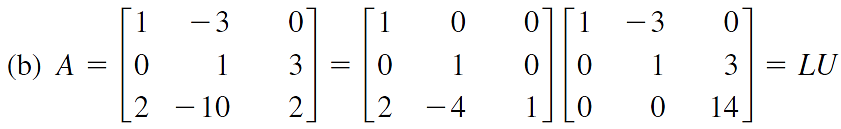 (b) A = [1 −3 0; 0 1 3; 2 −10 2] = [1 0 0; 0 1 0; 2 −4 1] [1 −3 0; 0 1 3; 0 0 14] = LU